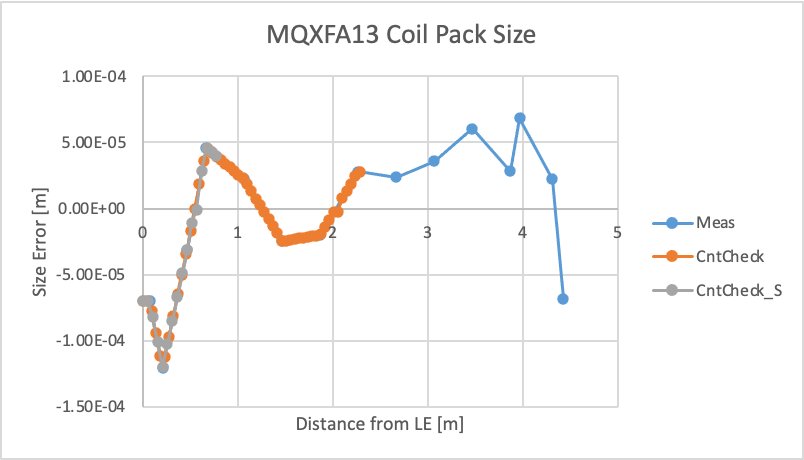 MQXFA13 Coil Pack Size
1.00E-04
5.00E-05
0.00E+00
-5.00E-05
-1.00E-04
-1.50E-04
0 1 2 3 4 5
Size Error [m]
Distance from LE [m]
Meas
CntCheck
CntCheck_S